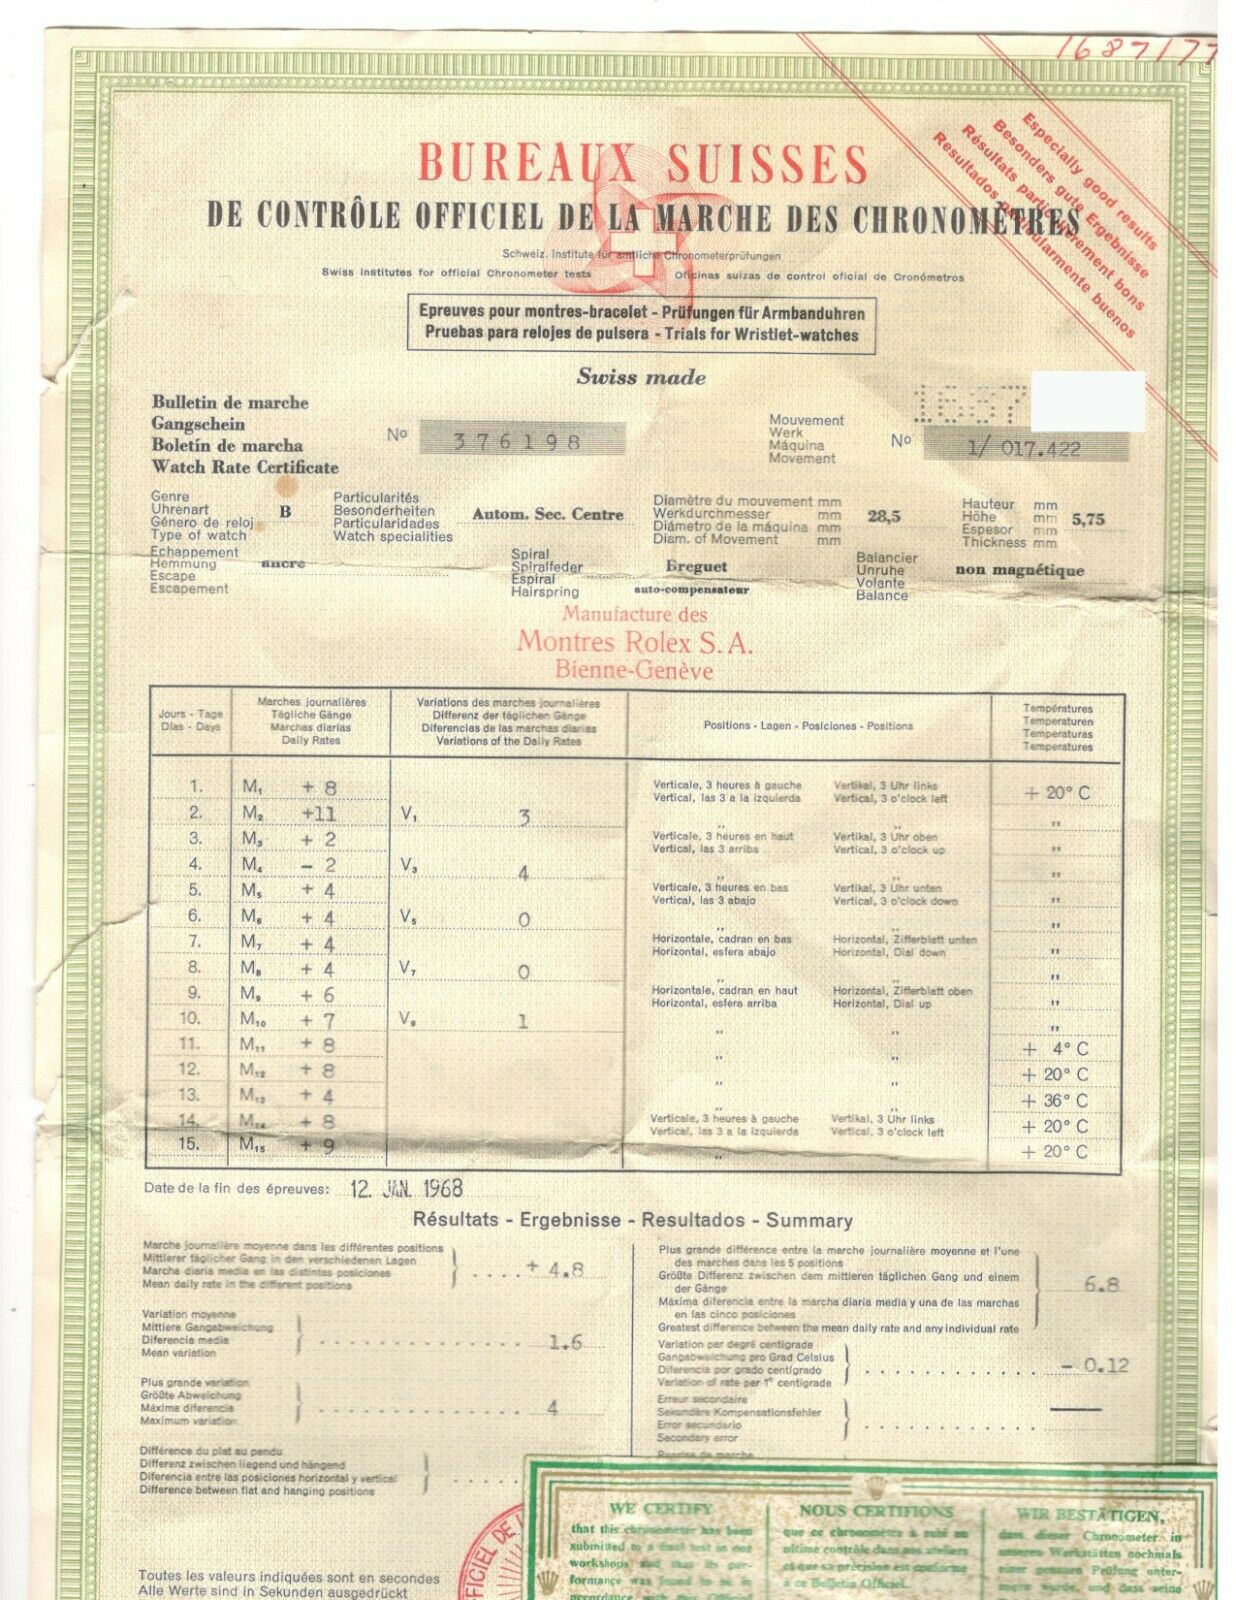 1687177
Especially good results
Besonders gute Ergebnisse
Résultats particulièrement bons
Resultados particularmente buenos
BUREAUX SUISSES
DE CONTRÔLE OFFICIEL DE LA MARCHE DES CHRONOMÈTRES
Schweiz. Institute für amtliche Chronometerprüfungen
Swiss Institutes for official Chronometer tests Oficinas suizas de control oficial de Cronómetros
Epreuves pour montres-bracelet - Prüfungen für Armbanduhren
Pruebas para relojes de pulsera - Trials for Wristlet-watches
Swiss made
Bulletin de marche
Gangschein
Boletín de marcha
Watch Rate Certificate
No 376198
Mouvement
Werk
Máquina
Movement
No
1687
1/ 017.422
Genre
Uhrenart
Género de reloj
Type of watch
B
Particularités
Besonderheiten
Particularidades
Watch specialities
Autom. Sec. Centre
Diamètre du mouvement mm
Werkdurchmesser mm
Diámetro de la máquina mm
Diam. of Movement mm
28,5
Hauteur mm
Höhe mm
Espesor mm
Thickness mm
5,75
Echappement
Hemmung
Escape
Escapement
ancre
Spiral
Spiralfeder
Espiral
Hairspring
Breguet
auto-compensateur
Balancier
Unruhe
Volante
Balance
non magnétique
Manufacture des
Montres Rolex S. A.
Bienne-Genève
Jours - Tage
Días - Days
Marches journalières
Tägliche Gänge
Marchas diarias
Daily Rates
Variations des marches journalières
Differenz der täglichen Gänge
Diferencias de las marchas diarias
Variations of the Daily Rates
Positions - Lagen - Posiciones - Positions
Températures
Temperaturen
Temperaturas
Temperatures
1. M1 + 8 Verticale, 3 heures à gauche Vertikal, 3 Uhr links + 20° C
Vertical, las 3 a la izquierda Vertical, 3 o'clock left
2. M2 +11 V1 3 ,, ,, ,,
3. M3 + 2 Verticale, 3 heures en haut Vertikal, 3 Uhr oben ,,
Vertical, las 3 arriba Vertical, 3 o'clock up
4. M4 - 2 V3 4 ,, ,, ,,
5. M5 + 4 Verticale, 3 heures en bas Vertikal, 3 Uhr unten ,,
Vertical, las 3 abajo Vertical, 3 o'clock down
6. M6 + 4 V5 0 ,, ,, ,,
7. M7 + 4 Horizontale, cadran en bas Horizontal, Zifferblatt unten ,,
Horizontal, esfera abajo Horizontal, Dial down
8. M8 + 4 V7 0 ,, ,, ,,
9. M9 + 6 Horizontale, cadran en haut Horizontal, Zifferblatt oben ,,
Horizontal, esfera arriba Horizontal, Dial up
10. M10 + 7 V9 1 ,, ,, ,,
11. M11 + 8 ,, ,, + 4° C
12. M12 + 8 ,, ,, + 20° C
13. M13 + 4 ,, ,, + 36° C
14. M14 + 8 Verticale, 3 heures à gauche Vertikal, 3 Uhr links + 20° C
Vertical, las 3 a la izquierda Vertical, 3 o'clock left
15. M15 + 9 ,, ,, + 20° C
Date de la fin des épreuves: 12. JAN. 1968
Résultats - Ergebnisse - Resultados - Summary
Marche journalière moyenne dans les différentes positions
Mittlerer täglicher Gang in den verschiedenen Lagen
Marcha diaria media en las distintas posiciones
Mean daily rate in the different positions
+ 4.8
Variation moyenne
Mittlere Gangabweichung
Diferencia media
Mean variation
1.6
Plus grande variation
Größte Abweichung
Máxima diferencia
Maximum variation
4
Différence du plat au pendu
Differenz zwischen liegend und hängend
Diferencia entre las posiciones horizontal y vertical
Difference between flat and hanging positions
Toutes les valeurs indiquées sont en secondes
Alle Werte sind in Sekunden ausgedrückt
Plus grande différence entre la marche journalière moyenne et l'une
des marches dans les 5 positions
Größte Differenz zwischen dem mittleren täglichen Gang und einem
der Gänge
Máxima diferencia entre la marcha diaria media y una de las marchas
en las cinco posiciones
Greatest difference between the mean daily rate and any individual rate
6.8
Variation par degré centigrade
Gangabweichung pro Grad Celsius
Diferencia por grado centígrado
Variation of rate per 1° centigrade
- 0.12
Erreur secondaire
Sekundäre Kompensationsfehler
Error secundario
Secondary error
Reprise de marche
FICIEL DE
WE CERTIFY
that this chronometer has been
submitted to a final test in our
workshops and that its per-
formance was found to be in
accordance with our Official
NOUS CERTIFIONS
que ce chronomètre a subi un
ultime contrôle dans nos ateliers
et que sa précision est conforme
à ce Bulletin Officiel.
WIR BESTÄTIGEN,
dass dieser Chronometer in
unseren Werkstätten nochmals
einer genauen Prüfung unter-
zogen wurde, und dass seine